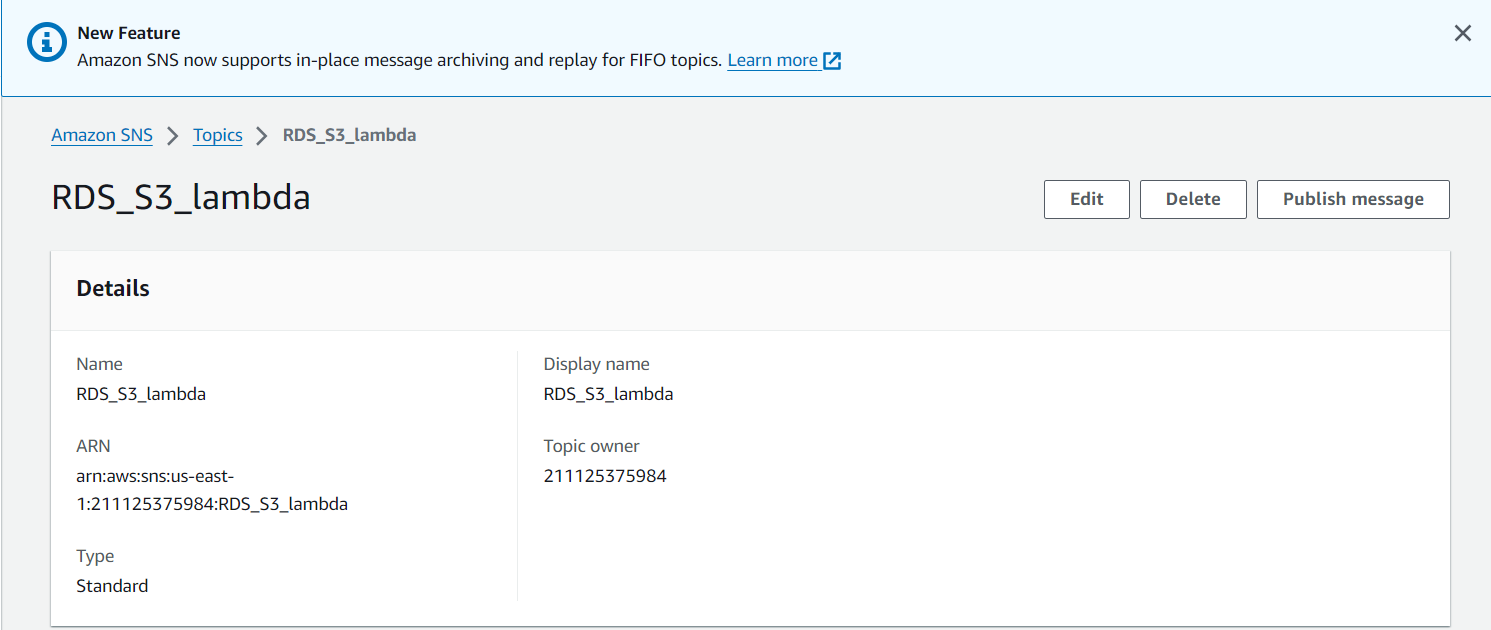 New Feature
Amazon SNS now supports in-place message archiving and replay for FIFO topics. Learn more
Amazon SNS > Topics > RDS_S3_lambda
RDS_S3_lambda
Edit
Delete
Publish message
Details
Name
RDS_S3_lambda
ARN
arn:aws:sns:us-east-
1:211125375984:RDS_S3_lambda
Type
Standard
Display name
RDS_S3_lambda
Topic owner
211125375984